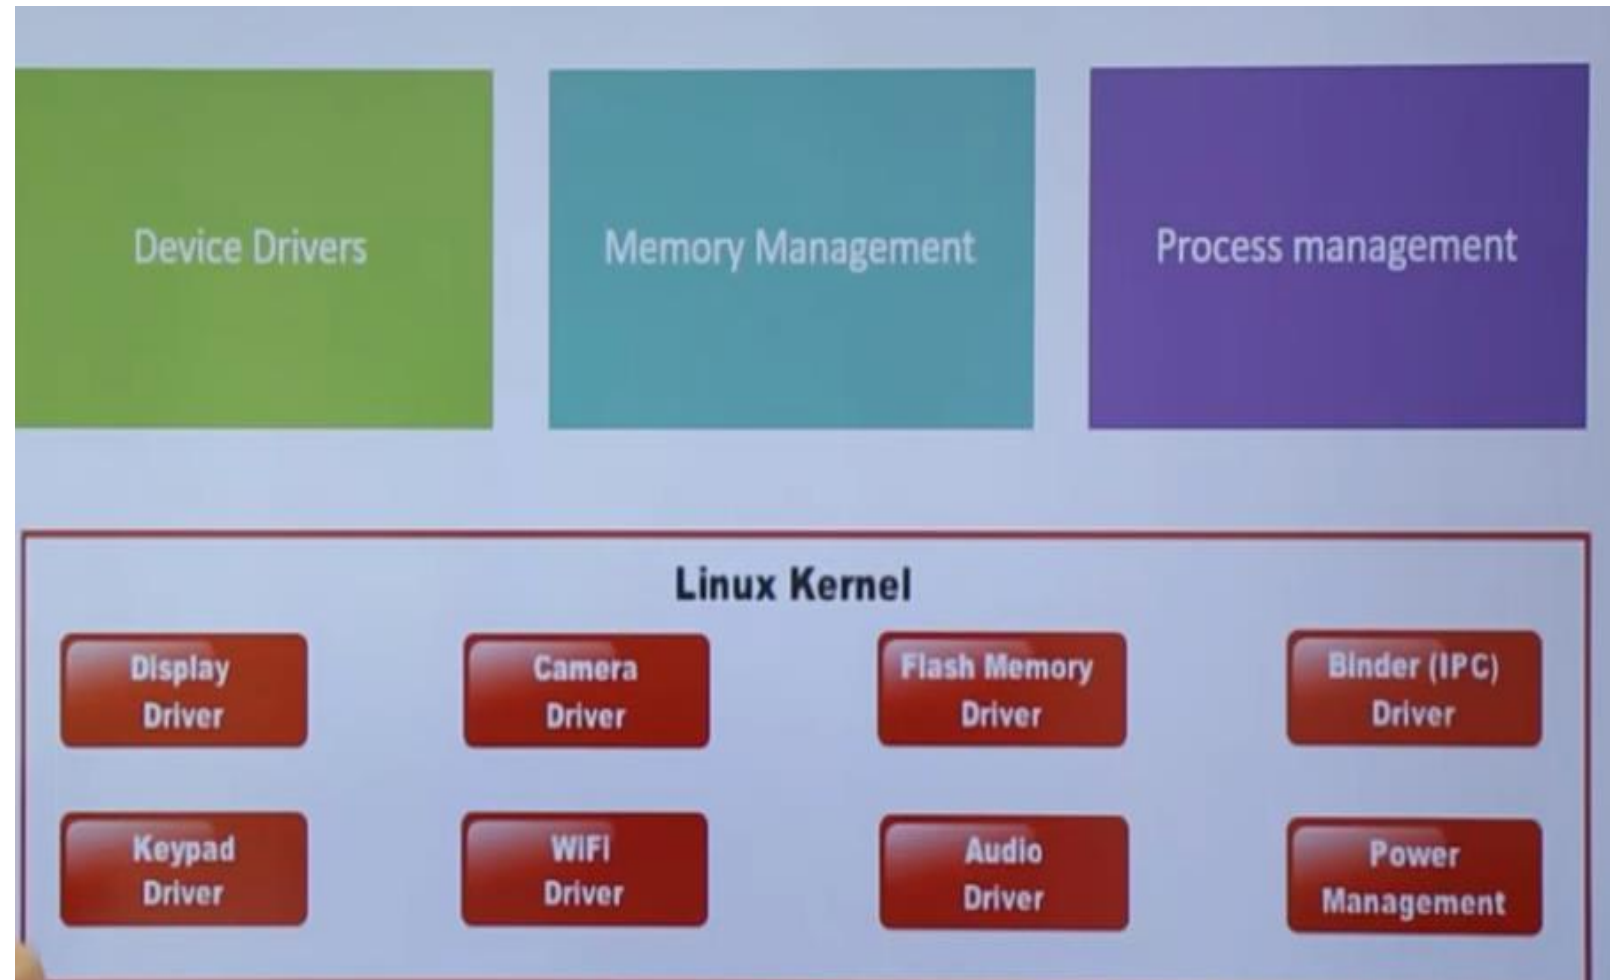 Device Drivers
Memory Management
Process management
Linux Kernel
Display
Driver
Camera
Driver
Flash Memory
Driver
Binder (IPC)
Driver
Keypad
Driver
WiFi
Driver
Audio
Driver
Power
Management